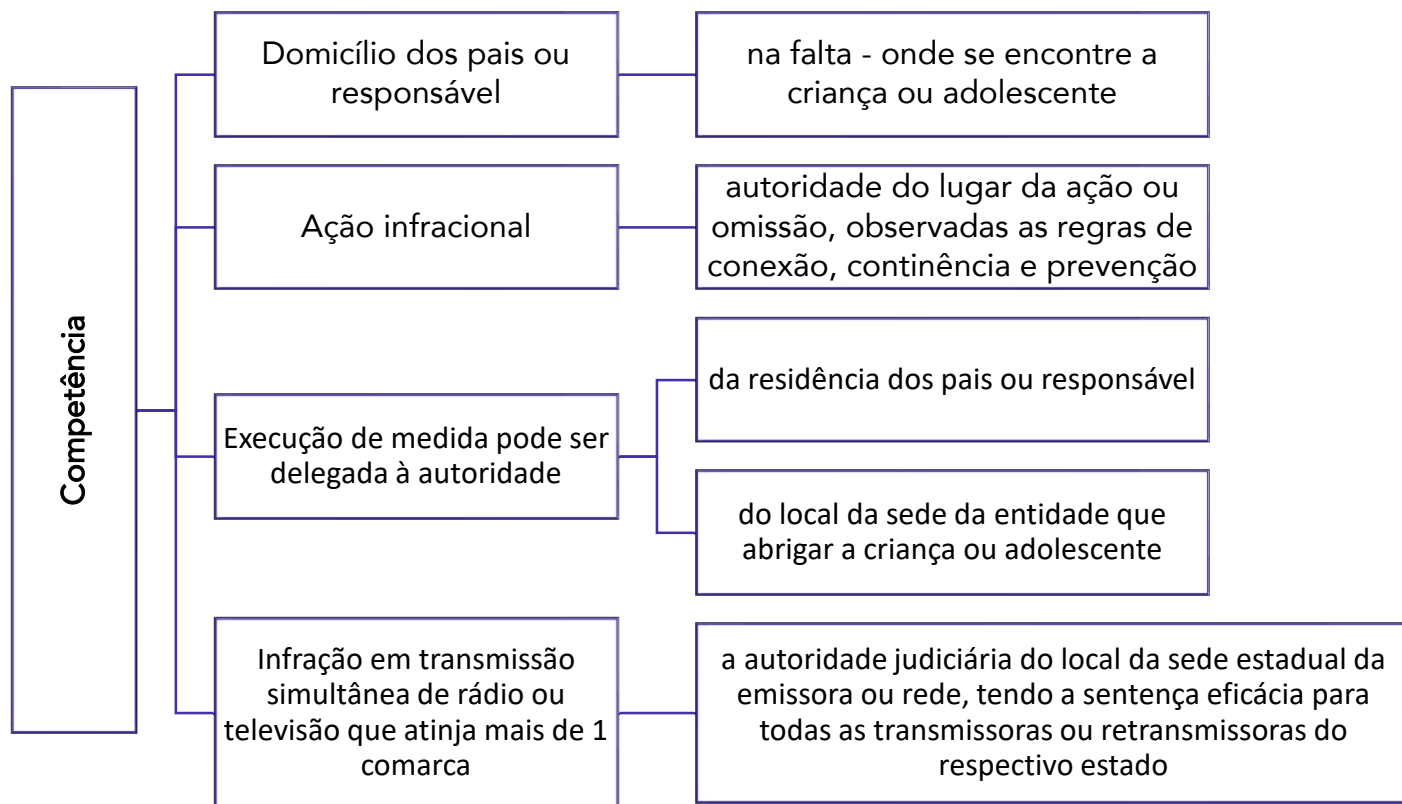 Competência
Domicílio dos pais ou
responsável
na falta - onde se encontre a
criança ou adolescente
Ação infracional
autoridade do lugar da ação ou
omissão, observadas as regras de
conexão, continência e prevenção
Execução de medida pode ser
delegada à autoridade
da residência dos pais ou responsável
do local da sede da entidade que
abrigar a criança ou adolescente
Infração em transmissão
simultânea de rádio ou
televisão que atinja mais de 1
comarca
a autoridade judiciária do local da sede estadual da
emissora ou rede, tendo a sentença eficácia para
todas as transmissoras ou retransmissoras do
respectivo estado